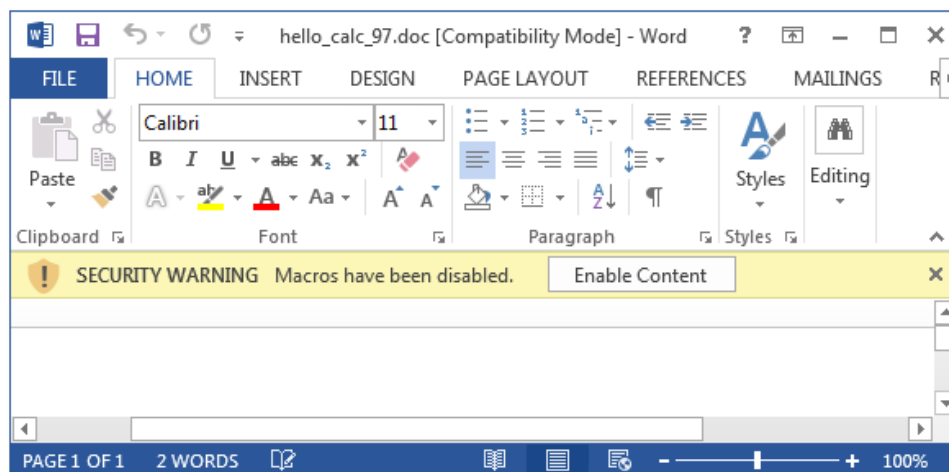 hello_calc_97.doc [Compatibility Mode] - Word
FILE HOME INSERT DESIGN PAGE LAYOUT REFERENCES MAILINGS R
Calibri 11
Paste
B I U abc X₂ X²
A aby A Aa A A
Styles Editing
A Z
Clipboard Font Paragraph Styles
! SECURITY WARNING Macros have been disabled. Enable Content
PAGE 1 OF 1 2 WORDS 100%